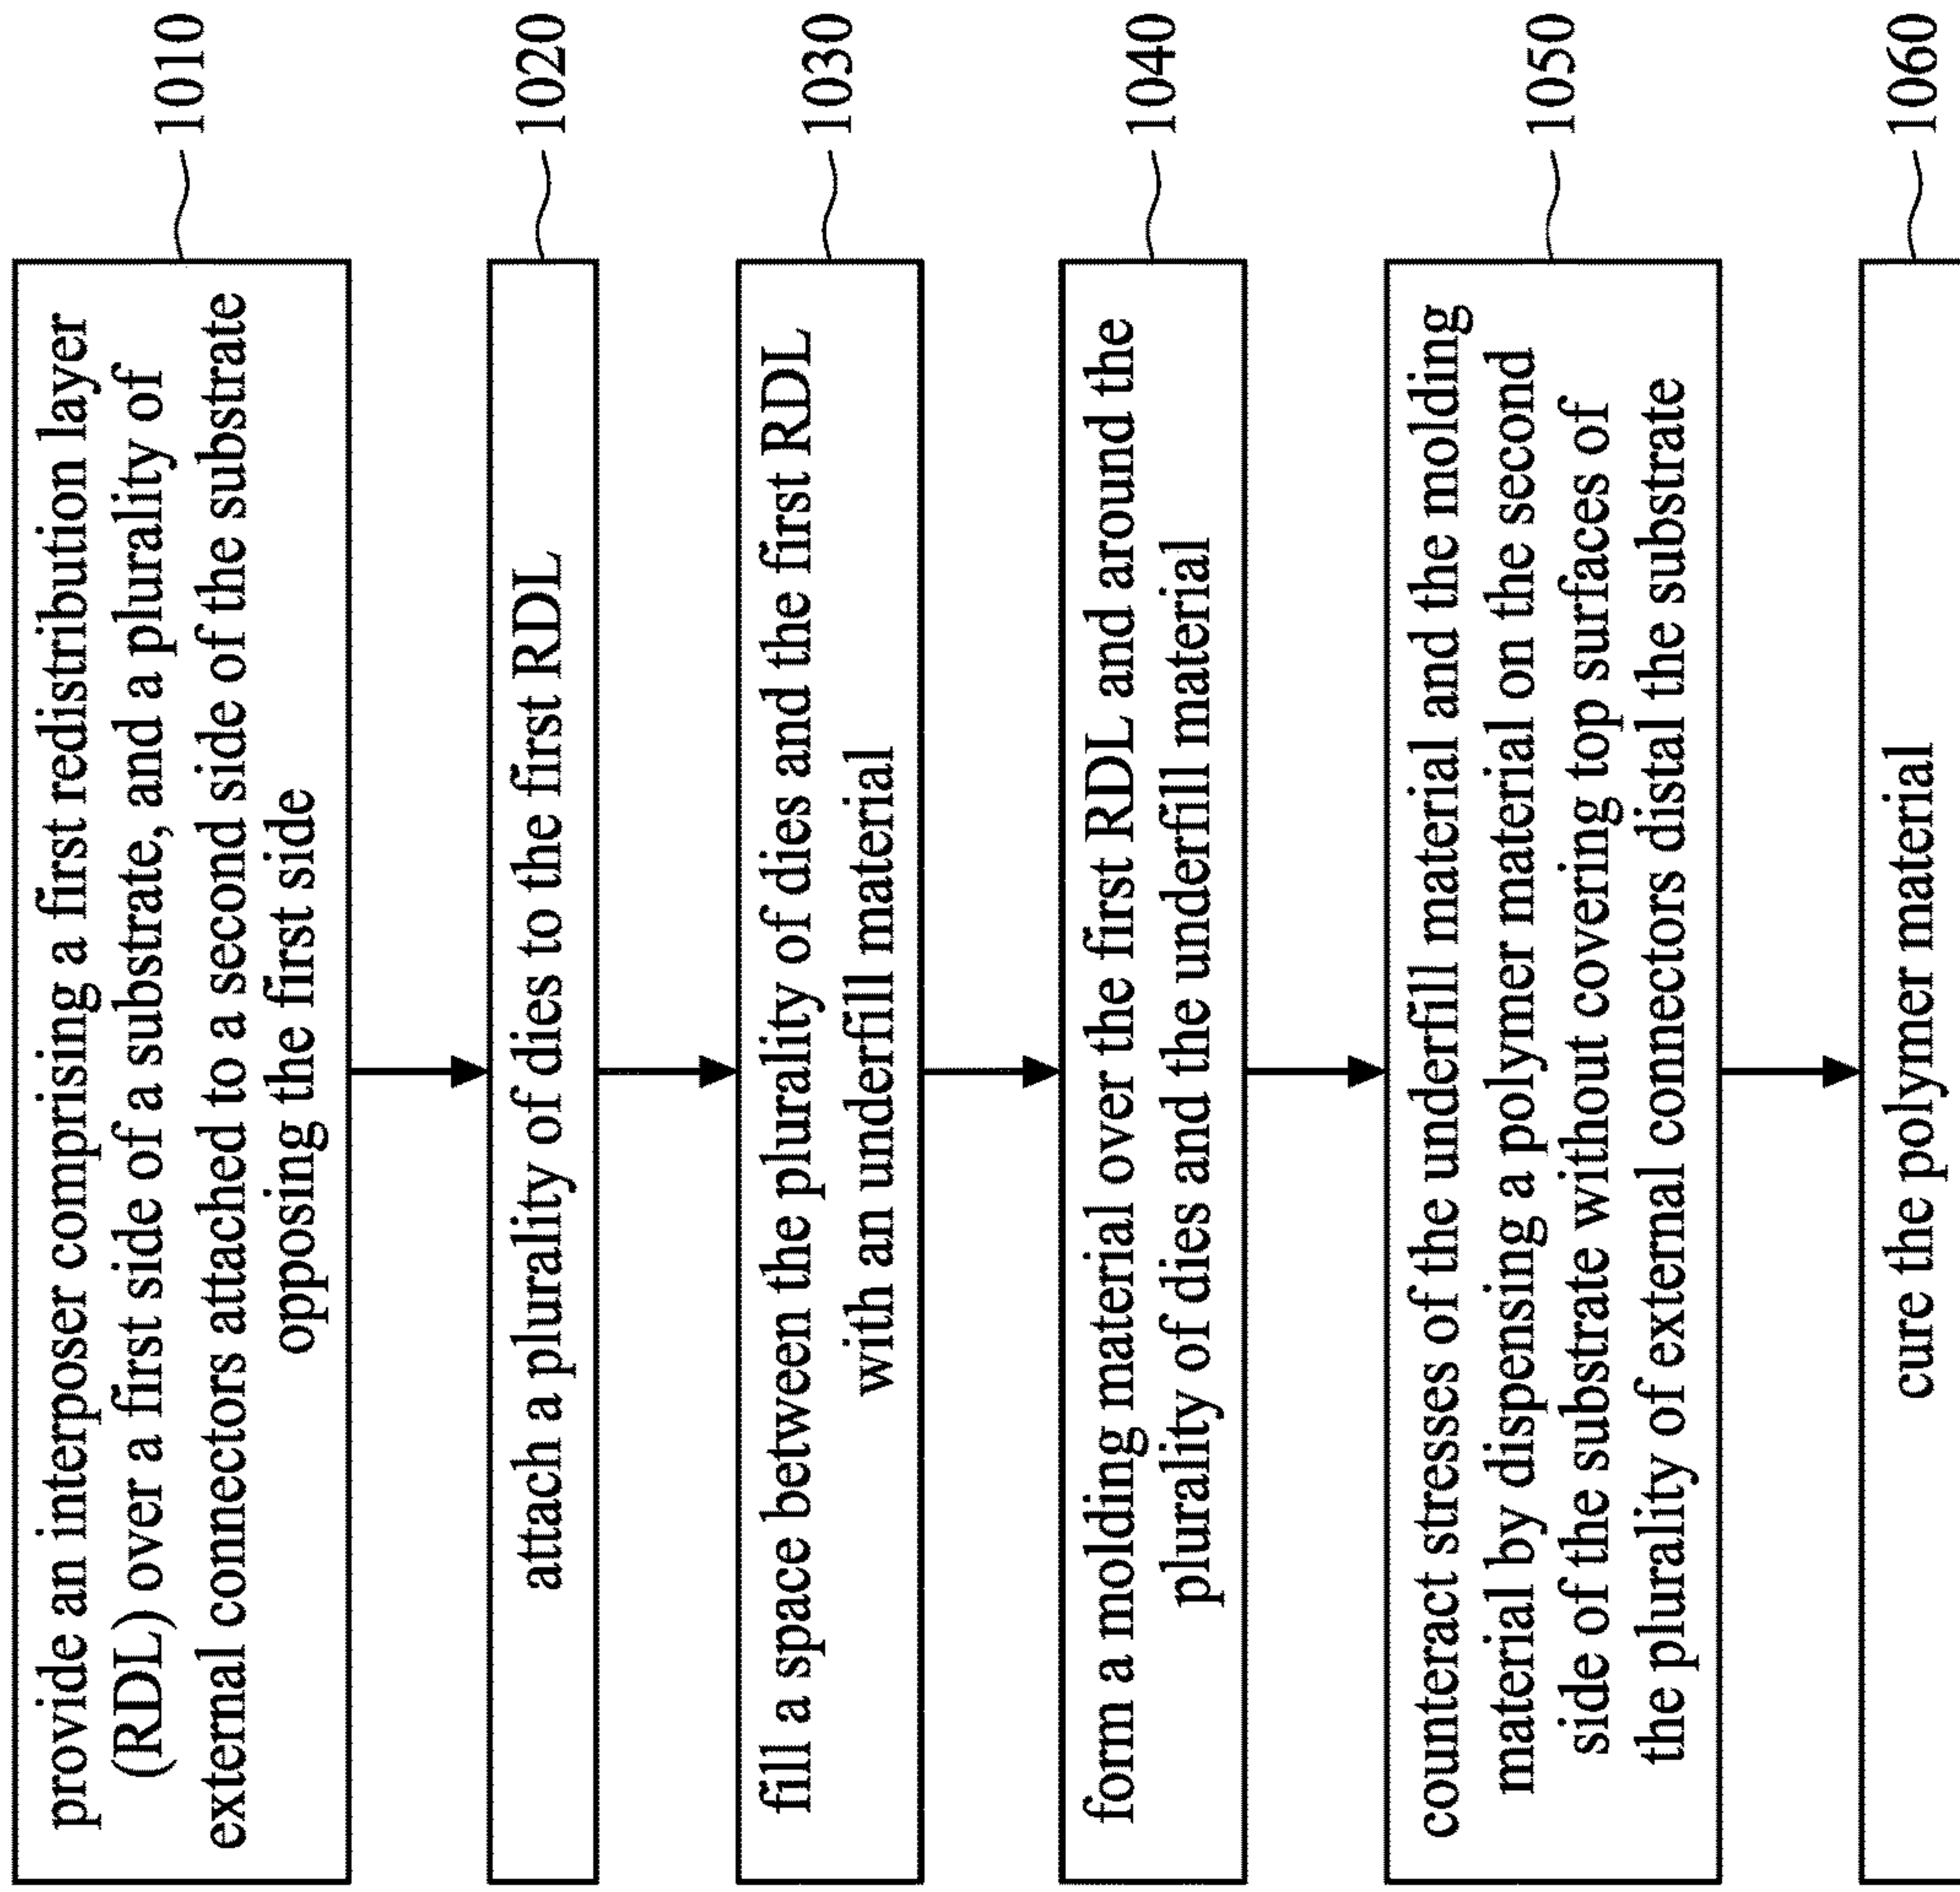 provide an interposer comprising a first redistribution layer
(RDL) over a first side of a substrate, and a plurality of
external connectors attached to a second side of the substrate
opposing the first side
1010
attach a plurality of dies to the first RDL
1020
fill a space between the plurality of dies and the first RDL
with an underfill material
1030
form a molding material over the first RDL and around the
plurality of dies and the underfill material
1040
counteract stresses of the underfill material and the molding
material by dispensing a polymer material on the second
side of the substrate without covering top surfaces of
the plurality of external connectors distal the substrate
1050
cure the polymer material
1060